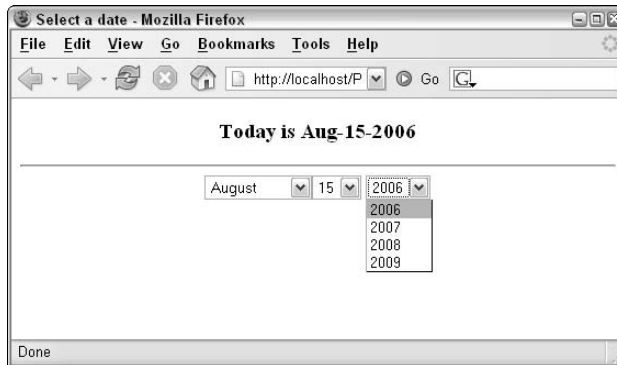 Select a date - Mozilla Firefox
File Edit View Go Bookmarks Tools Help
http://localhost/P Go G
Today is Aug-15-2006
August 15 2006
2006
2007
2008
2009
Done